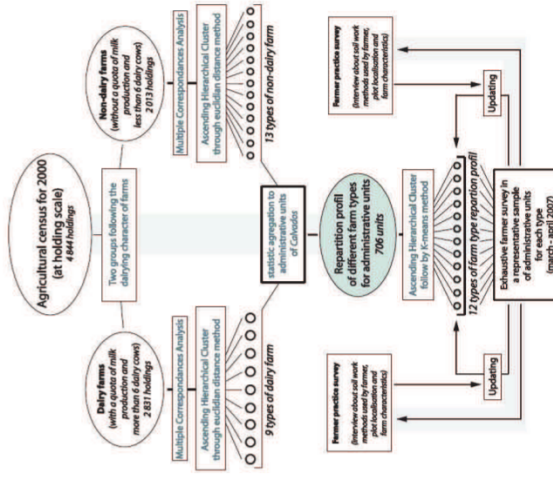 Agricultural census for 2000
(at holding scale)
4 844 holdings
Two groups following the
dairying character of farms
Dairy farms
(with a quota of milk
production and
more than 6 dairy cows)
2 831 holdings
Non-dairy farms
(without a quota of milk
production and
less than 6 dairy cows)
2 013 holdings
Multiple Correspondances Analysis
Ascending Hierarchical Cluster
through euclidian distance method
9 types of dairy farm
Multiple Correspondances Analysis
Ascending Hierarchical Cluster
through euclidian distance method
13 types of non-dairy farm
statistic agregation to
administrative units
of Calvados
Repartition profil
of different farm types
for administrative units
706 units
Ascending Hierarchical Cluster
follow by K-means method
12 types of farm type repartion profil
Farmer practice survey
(Interview about soil work
methods used by farmer,
plot localisation and
farm characteristics)
Updating
Farmer practice survey
(Interview about soil work
methods used by farmer,
plot localisation and
farm characteristics)
Updating
Exhaustive farmer survey in
a representative sample
of administrative units
for each type
(march - april 2007)